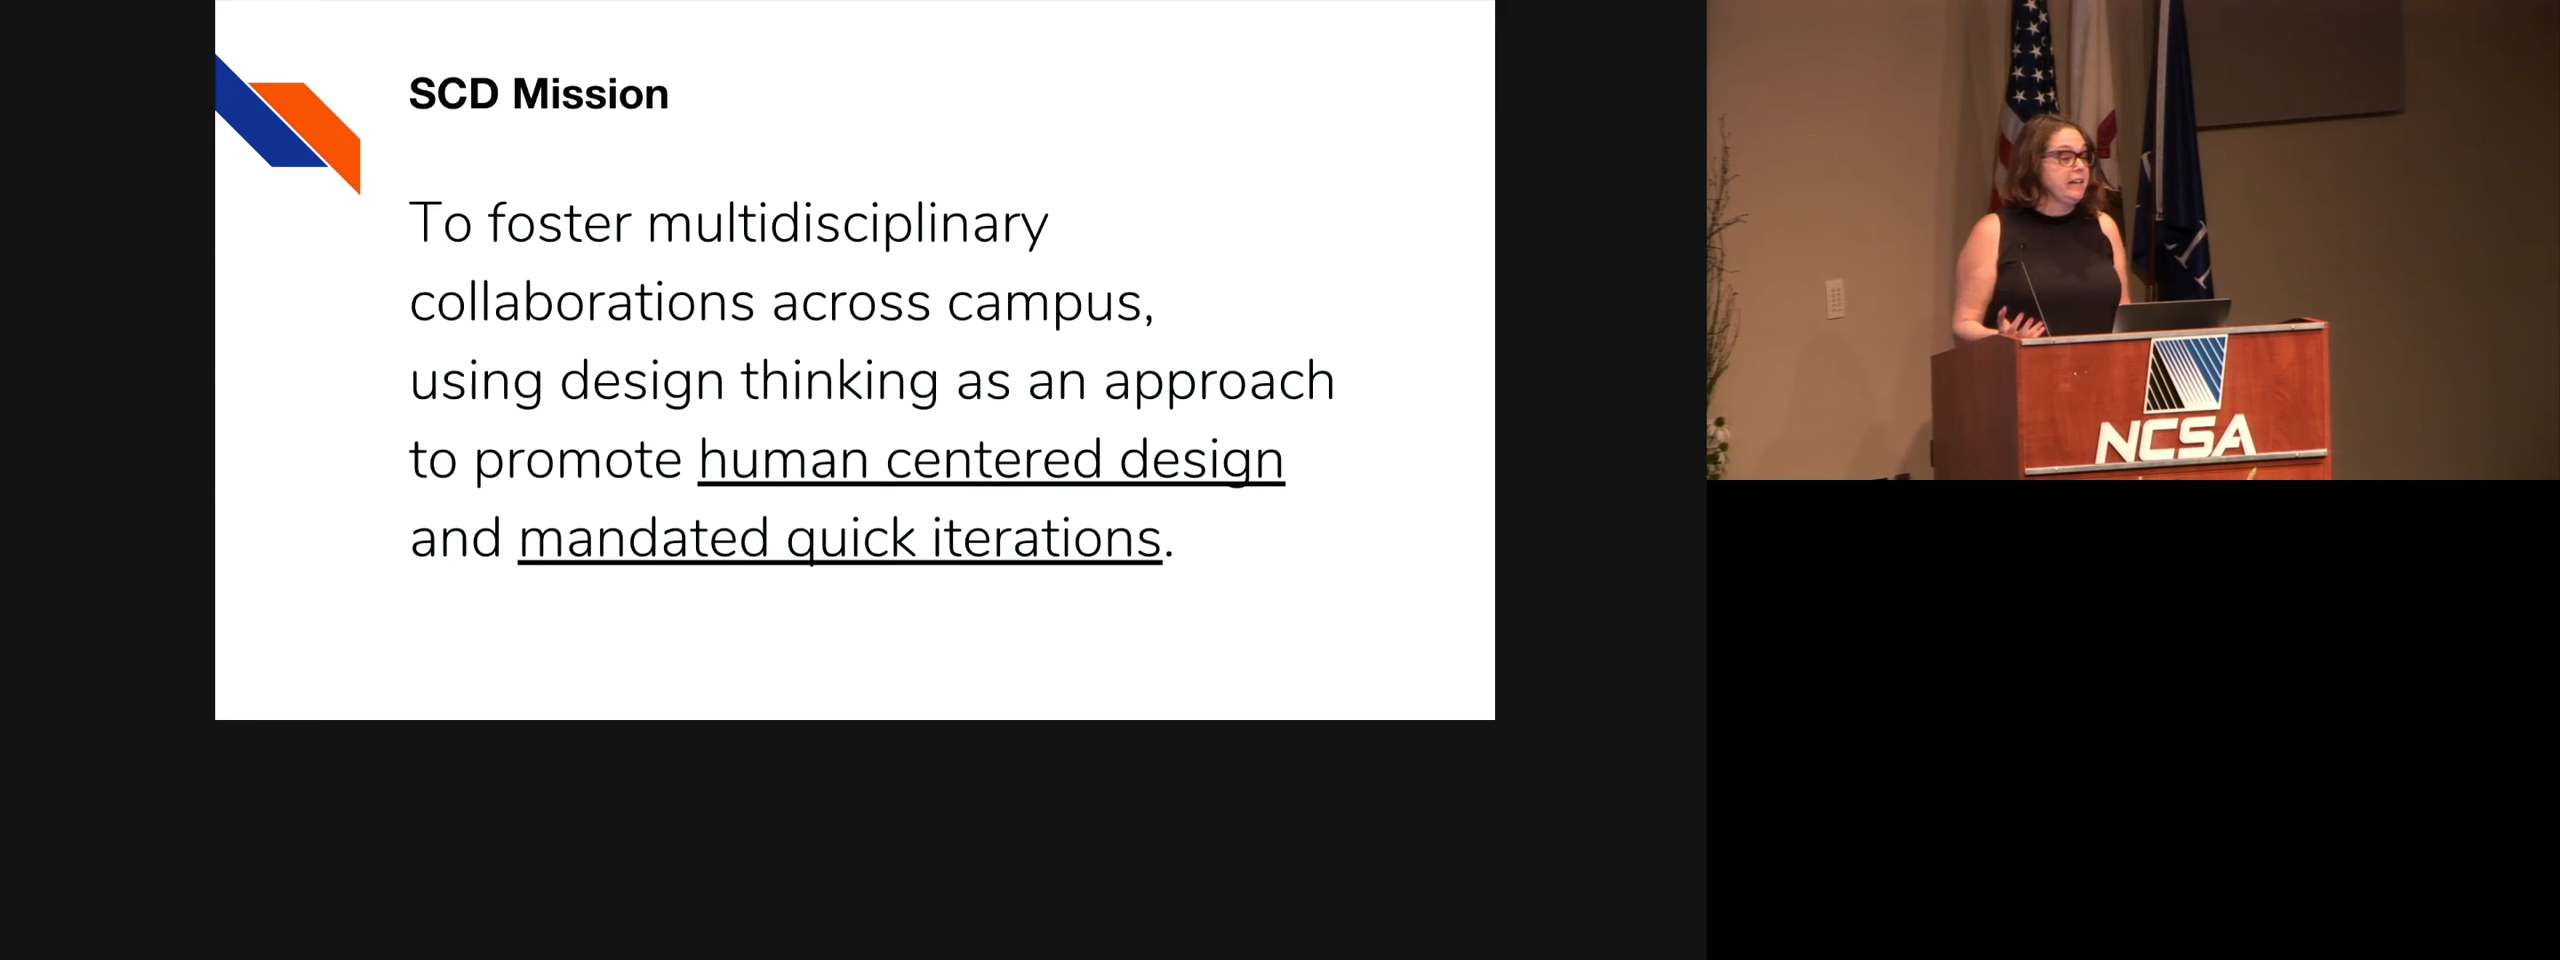 SCD Mission
To foster multidisciplinary
collaborations across campus,
using design thinking as an approach
to promote human centered design
and mandated quick iterations.
NCSA